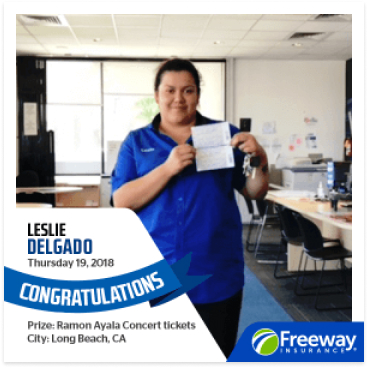 LESLIE
DELGADO
Thursday 19, 2018
CONGRATULATIONS
Prize: Ramon Ayala Concert tickets
City: Long Beach, CA
Freeway
INSURANCE